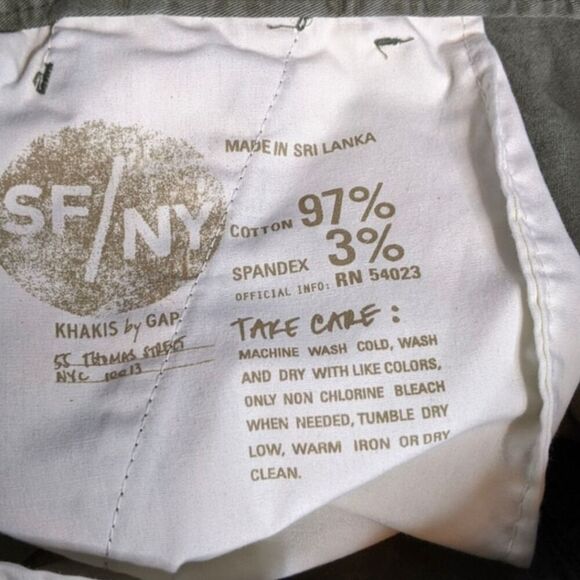 SF/NY
KHAKIS by GAP
55 THOMAS STREET
NYC 10013
MADE IN SRI LANKA
COTTON 97%
SPANDEX 3%
OFFICIAL INFO: RN 54023
TAKE CARE:
MACHINE WASH COLD, WASH
AND DRY WITH LIKE COLORS,
ONLY NON CHLORINE BLEACH
WHEN NEEDED, TUMBLE DRY
LOW, WARM IRON OR DRY
CLEAN.